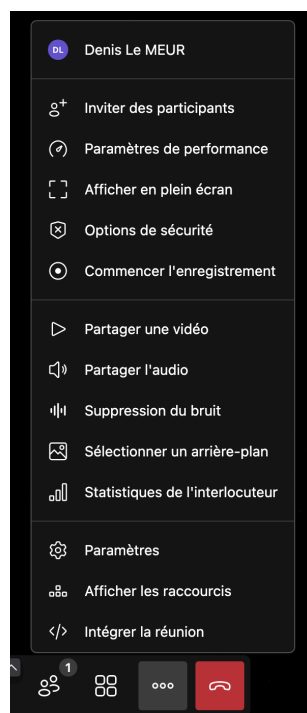 DL
Denis Le MEUR
Inviter des participants
Paramètres de performance
Afficher en plein écran
Options de sécurité
Commencer l'enregistrement
Partager une vidéo
Partager l'audio
Suppression du bruit
Sélectionner un arrière-plan
Statistiques de l'interlocuteur
Paramètres
Afficher les raccourcis
Intégrer la réunion
1